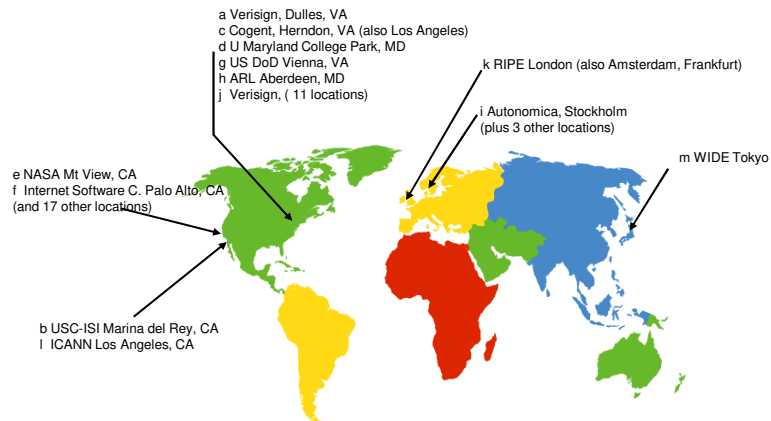 a Verisign, Dulles, VA
c Cogent, Herndon, VA (also Los Angeles)
d U Maryland College Park, MD
g US DoD Vienna, VA
h ARL Aberdeen, MD
j Verisign, ( 11 locations)
k RIPE London (also Amsterdam, Frankfurt)
i Autonomica, Stockholm
(plus 3 other locations)
m WIDE Tokyo
e NASA Mt View, CA
f Internet Software C. Palo Alto, CA
(and 17 other locations)
b USC-ISI Marina del Rey, CA
l ICANN Los Angeles, CA